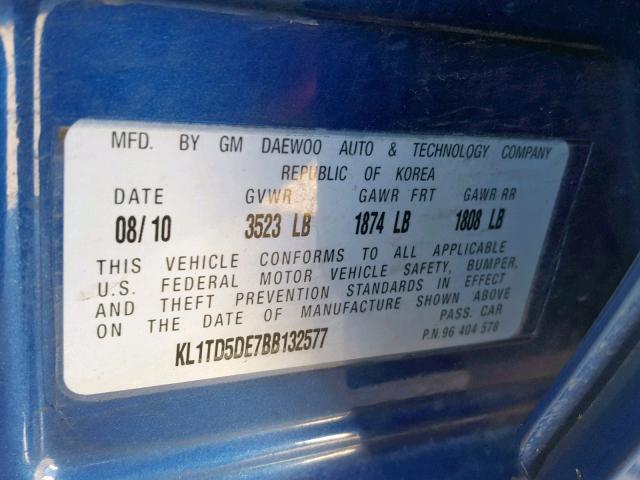 MFD. BY GM DAEWOO AUTO & TECHNOLOGY COMPANY
REPUBLIC OF KOREA
DATE GVWR GAWR FRT GAWR RR
08/10 3523 LB 1874 LB 1808 LB
THIS VEHICLE CONFORMS TO ALL APPLICABLE
U.S. FEDERAL MOTOR VEHICLE SAFETY, BUMPER,
AND THEFT PREVENTION STANDARDS IN EFFECT
ON THE DATE OF MANUFACTURE SHOWN ABOVE
PASS. CAR
KL1TD5DE7BB132577 P.N. 96 404 578